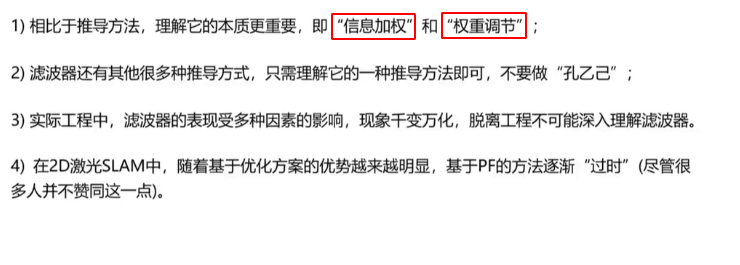 1) 相比于推导方法，理解它的本质更重要，即 “信息加权” 和 “权重调节” ；
2) 滤波器还有其他很多种推导方式，只需理解它的一种推导方法即可，不要做“孔乙己”；
3) 实际工程中，滤波器的表现受多种因素的影响，现象千变万化，脱离工程不可能深入理解滤波器。
4) 在2D激光SLAM中，随着基于优化方案的优势越来越明显，基于PF的方法逐渐“过时”(尽管很
多人并不赞同这一点)。